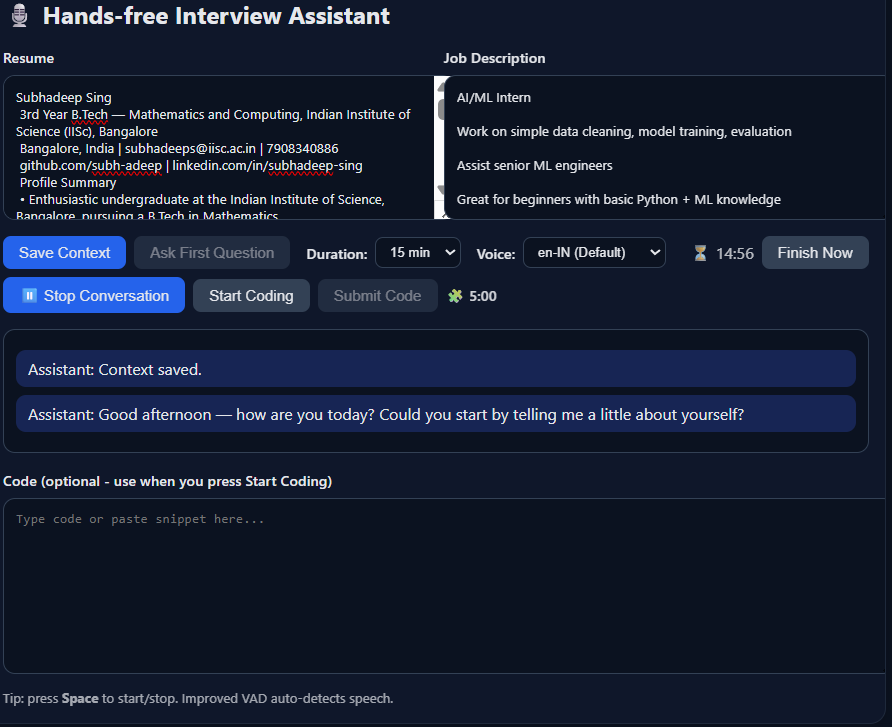 Hands-free Interview Assistant
Resume
Job Description
Subhadeep Sing
3rd Year B.Tech — Mathematics and Computing, Indian Institute of
Science (IISc), Bangalore
Bangalore, India | subhadeeps@iisc.ac.in | 7908340886
github.com/subh-adeep | linkedin.com/in/subhadeep-sing
Profile Summary
• Enthusiastic undergraduate at the Indian Institute of Science,
Bangalore, pursuing a B.Tech in Mathematics
AI/ML Intern
Work on simple data cleaning, model training, evaluation
Assist senior ML engineers
Great for beginners with basic Python + ML knowledge
Save Context
Ask First Question
Duration:
15 min
Voice:
en-IN (Default)
14:56
Finish Now
Stop Conversation
Start Coding
Submit Code
5:00
Assistant: Context saved.
Assistant: Good afternoon — how are you today? Could you start by telling me a little about yourself?
Code (optional - use when you press Start Coding)
Type code or paste snippet here...
Tip: press Space to start/stop. Improved VAD auto-detects speech.